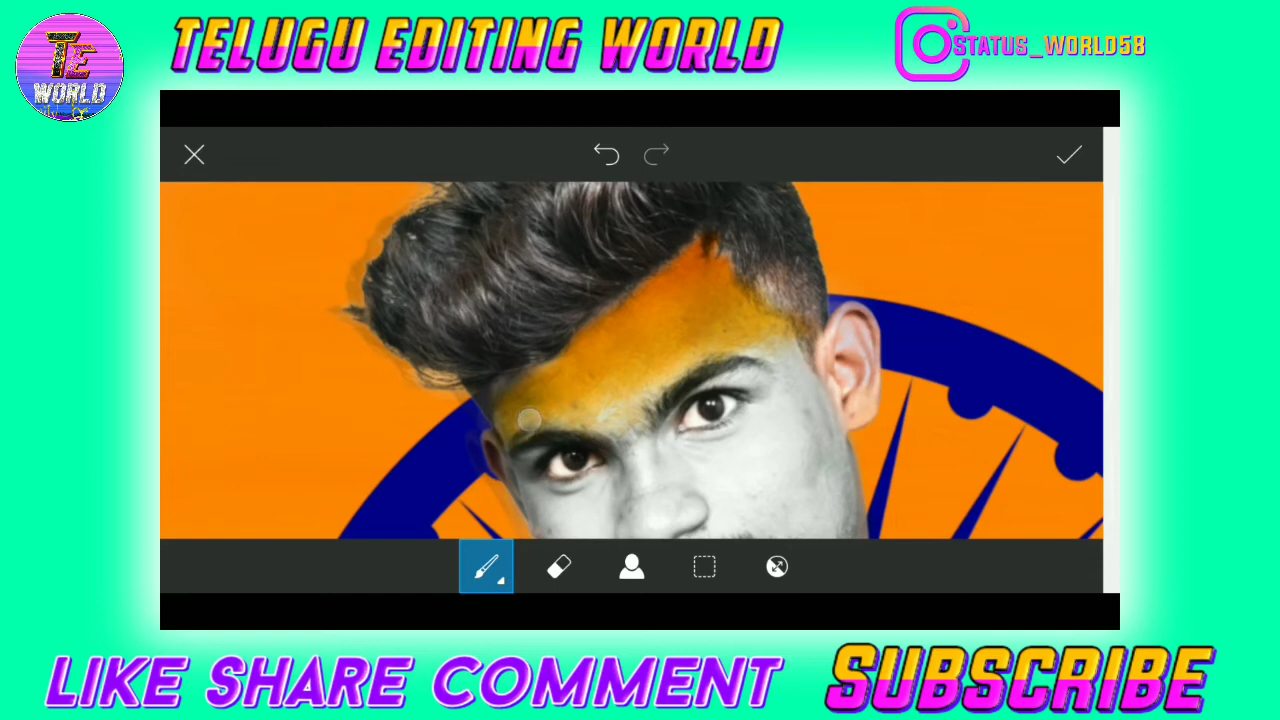 TELUGU EDITING WORLD
STATUS_WORLD58
TE
WORLD
LIKE SHARE COMMENT
SUBSCRIBE